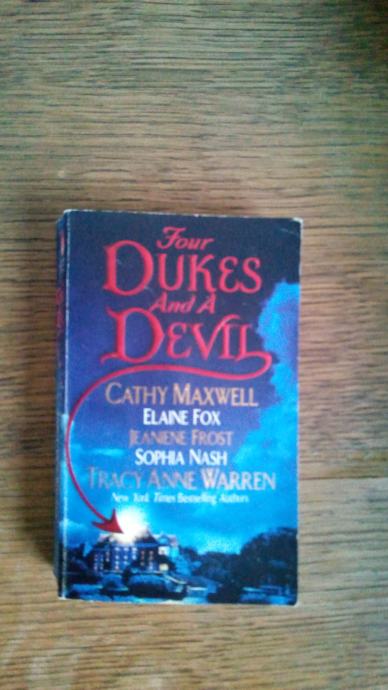 Four
DUKES
And A
DEVIL
CATHY MAXWELL
ELAINE FOX
JEANIENE FROST
SOPHIA NASH
TRACY ANNE WARREN
New York Times Bestselling Authors